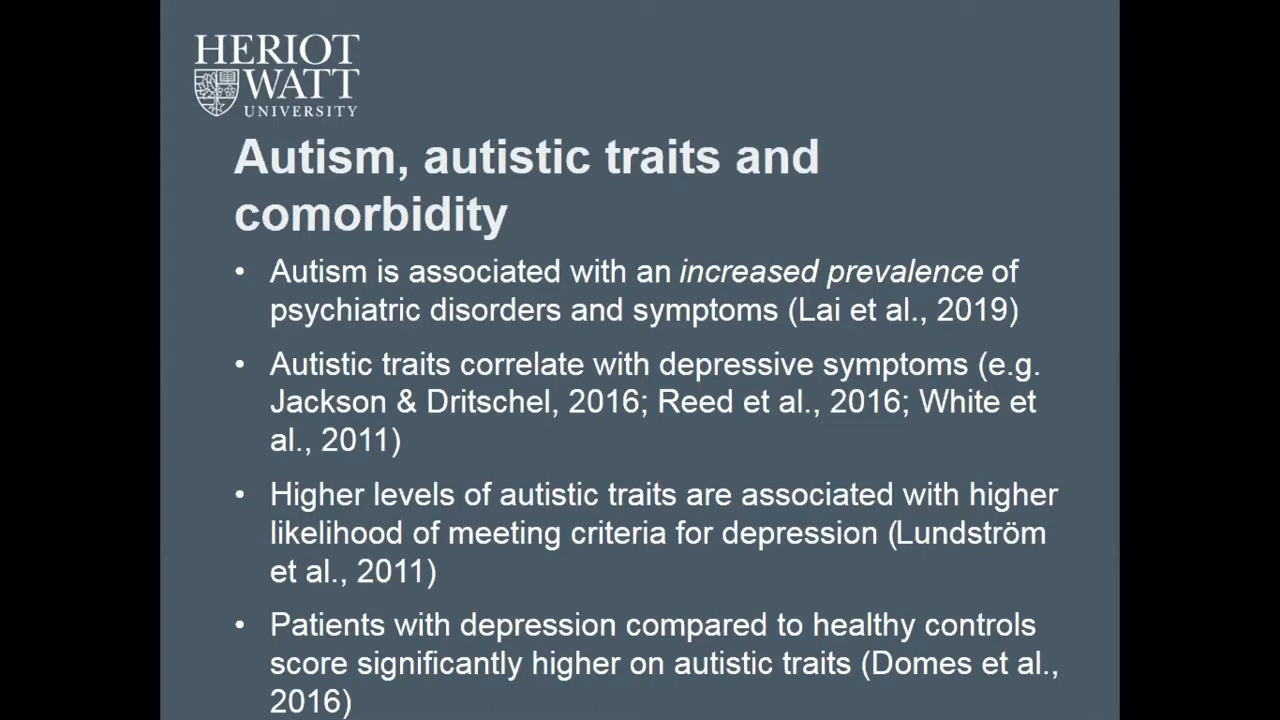 HERIOT
WATT
UNIVERSITY
Autism, autistic traits and
comorbidity
• Autism is associated with an increased prevalence of
psychiatric disorders and symptoms (Lai et al., 2019)
• Autistic traits correlate with depressive symptoms (e.g.
Jackson & Dritschel, 2016; Reed et al., 2016; White et
al., 2011)
• Higher levels of autistic traits are associated with higher
likelihood of meeting criteria for depression (Lundström
et al., 2011)
• Patients with depression compared to healthy controls
score significantly higher on autistic traits (Domes et al.,
2016)